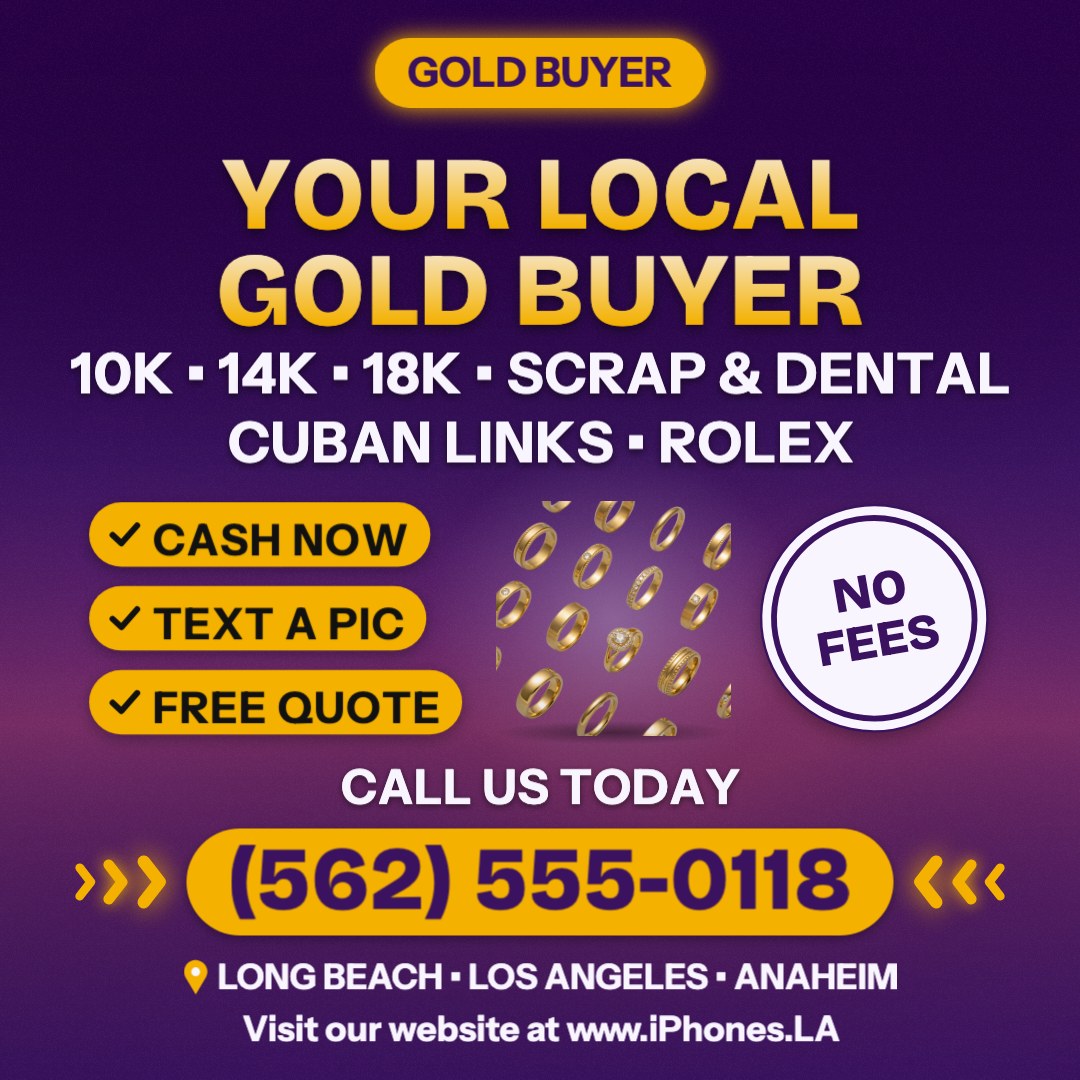 GOLD BUYER
YOUR LOCAL
GOLD BUYER
10K ▪ 14K ▪ 18K ▪ SCRAP & DENTAL
CUBAN LINKS ▪ ROLEX
✓ CASH NOW
✓ TEXT A PIC
✓ FREE QUOTE
NO
FEES
CALL US TODAY
(562) 555-0118
LONG BEACH ▪ LOS ANGELES ▪ ANAHEIM
Visit our website at www.iPhones.LA